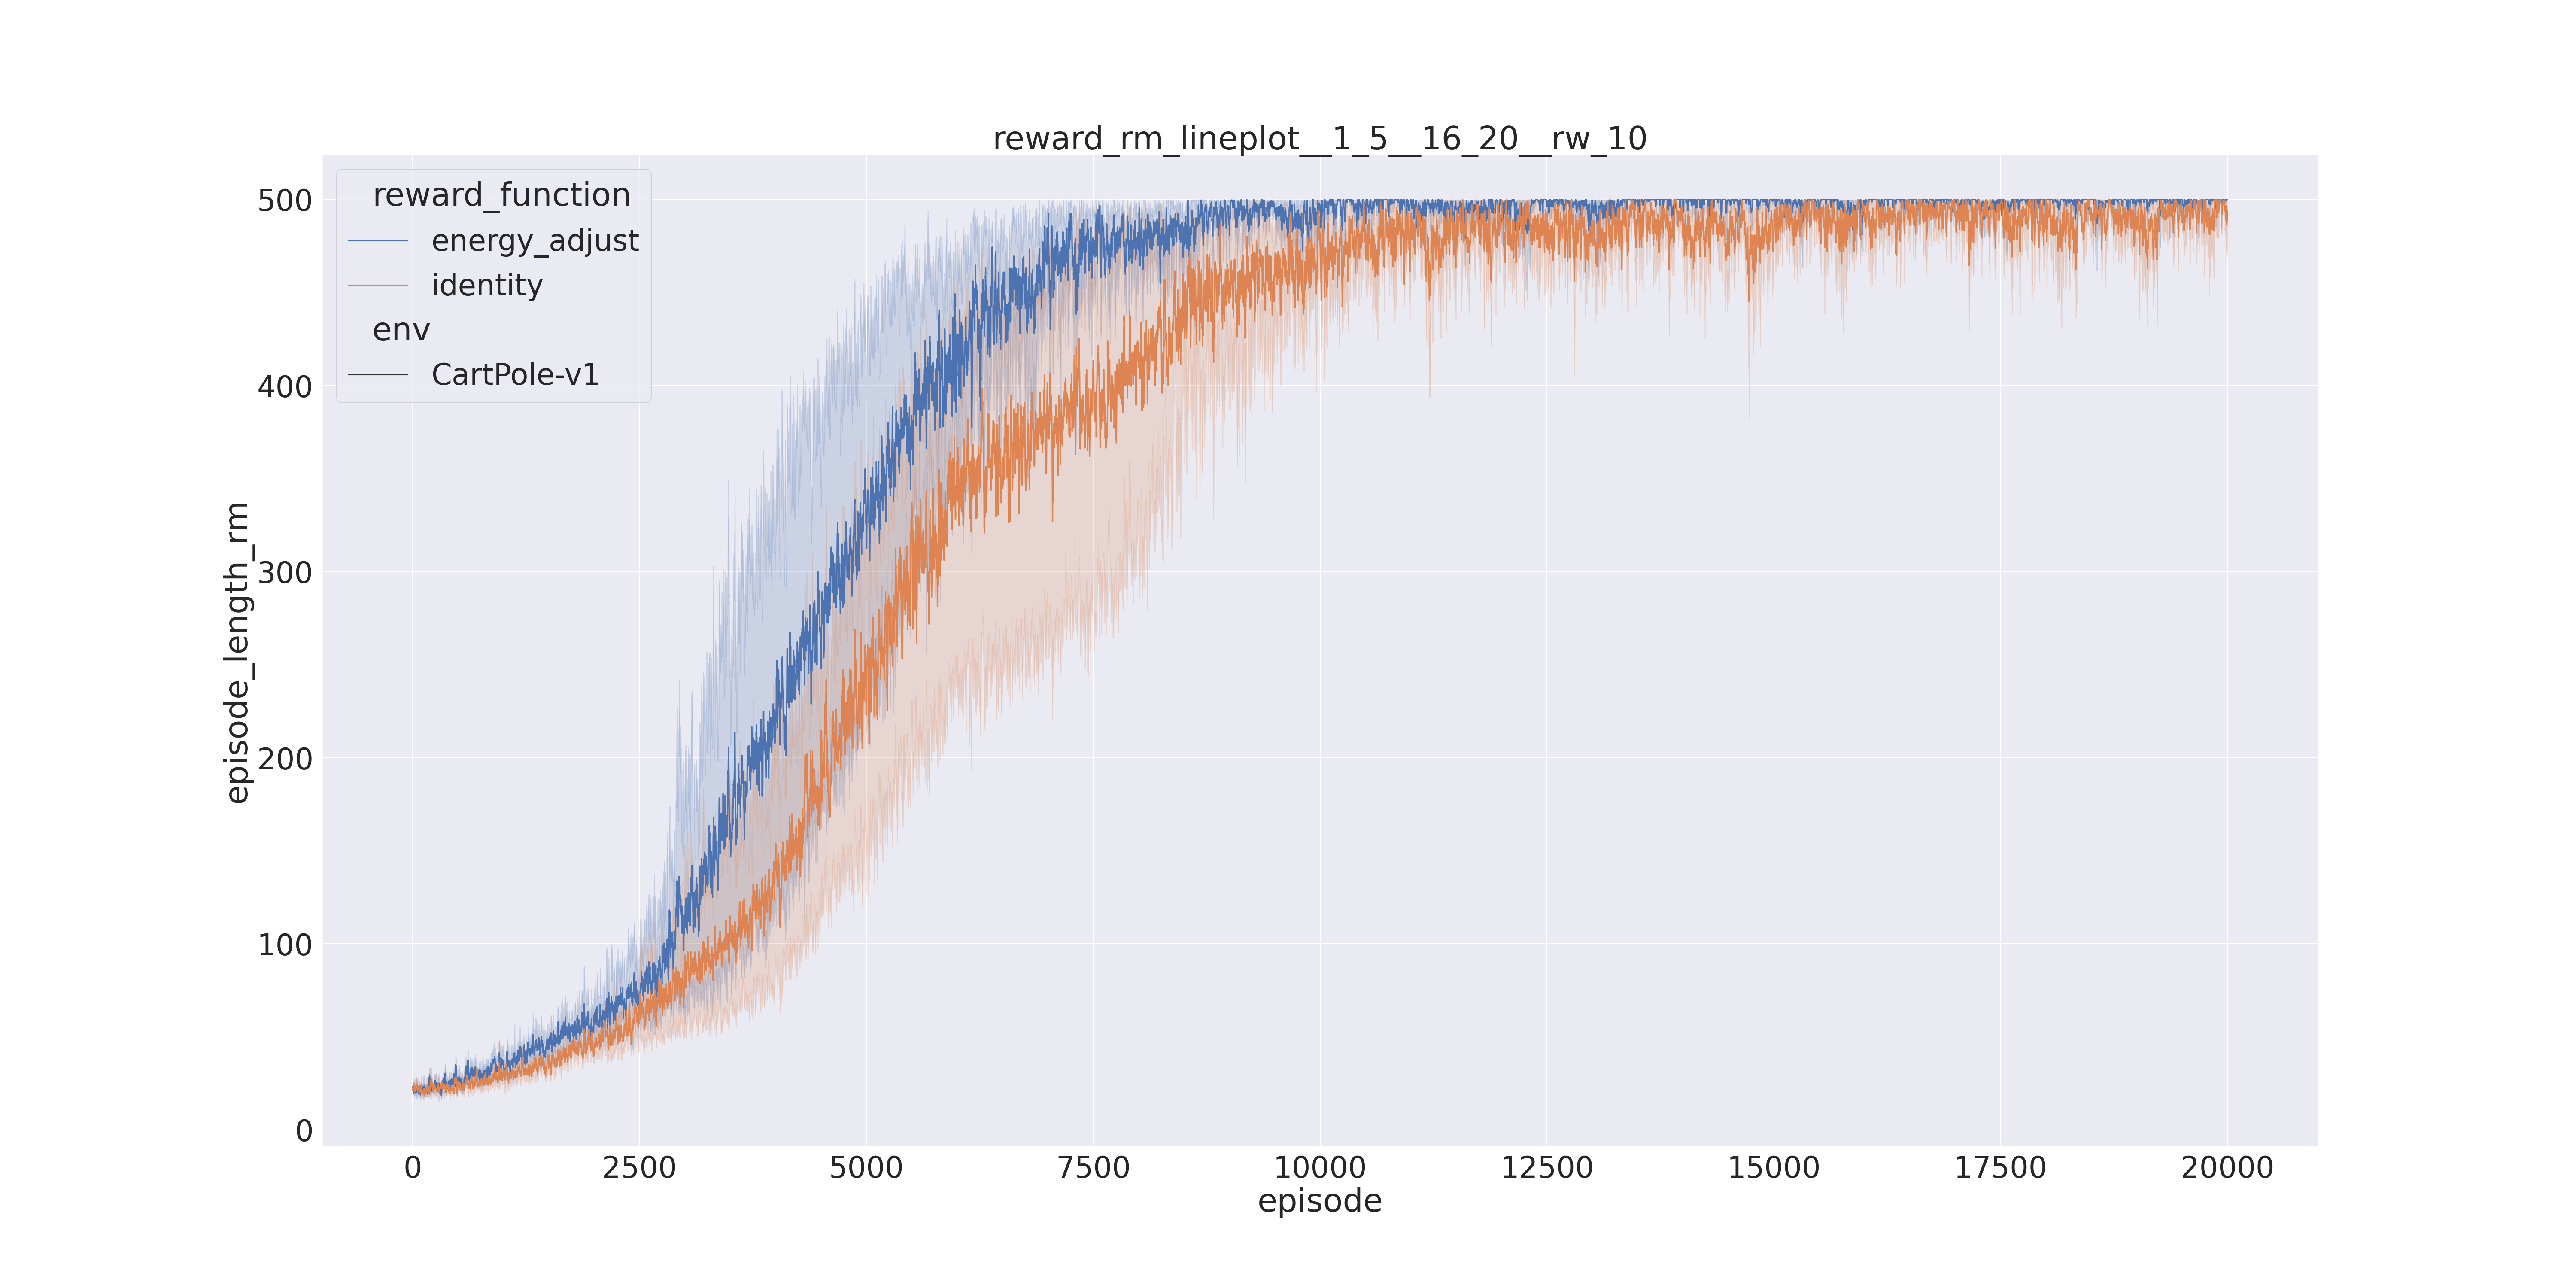 reward_rm_lineplot__1_5__16_20__rw_10
reward_function
energy_adjust
identity
env
CartPole-v1
episode_length_rm
500
400
300
200
100
0
0 2500 5000 7500 10000 12500 15000 17500 20000
episode